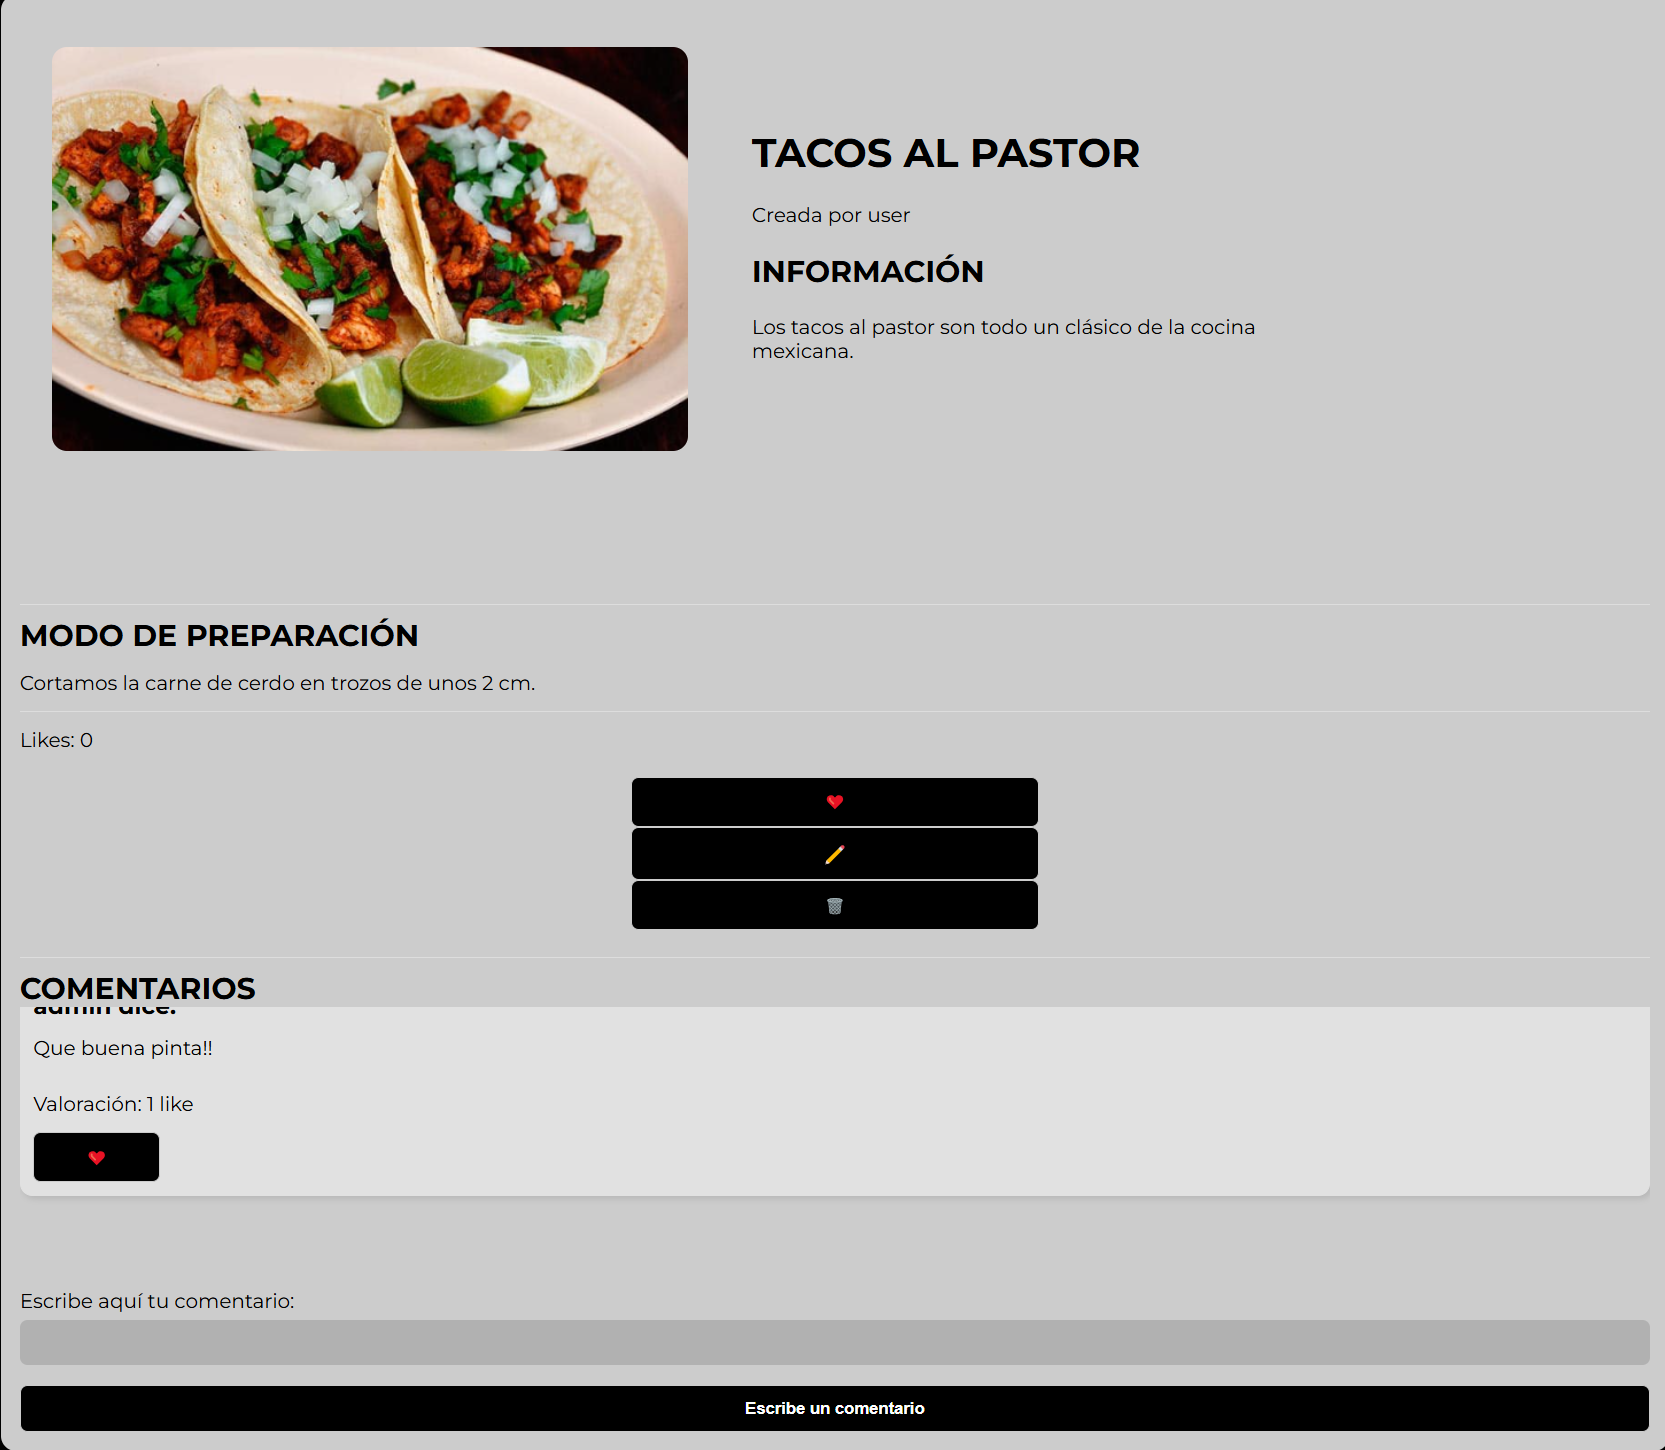 TACOS AL PASTOR
Creada por user
INFORMACIÓN
Los tacos al pastor son todo un clásico de la cocina
mexicana.
MODO DE PREPARACIÓN
Cortamos la carne de cerdo en trozos de unos 2 cm.
Likes: 0
COMENTARIOS
admin dice:
Que buena pinta!!
Valoración: 1 like
Escribe aquí tu comentario:
Escribe un comentario